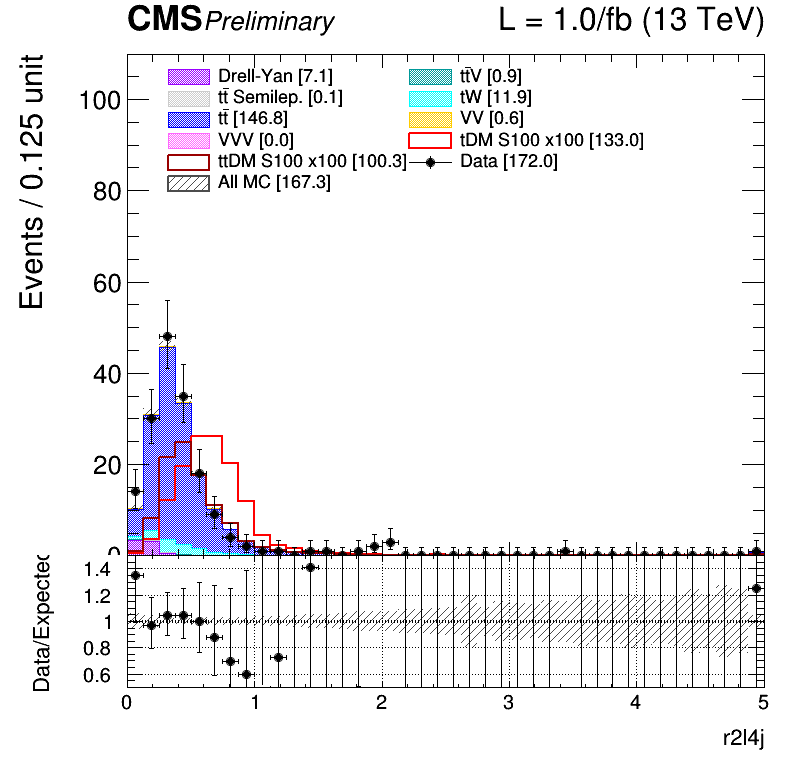 CMS Preliminary L = 1.0/fb (13 TeV)
Events / 0.125 unit
Drell-Yan [7.1] tt̄V [0.9]
tt̄ Semilep. [0.1] tW [11.9]
tt̄ [146.8] VV [0.6]
VVV [0.0] tDM S100 x100 [133.0]
ttDM S100 x100 [100.3] Data [172.0]
All MC [167.3]
100
80
60
40
20
0
Data/Expected
1.4
1.2
1
0.8
0.6
0 1 2 3 4 5
r2l4j